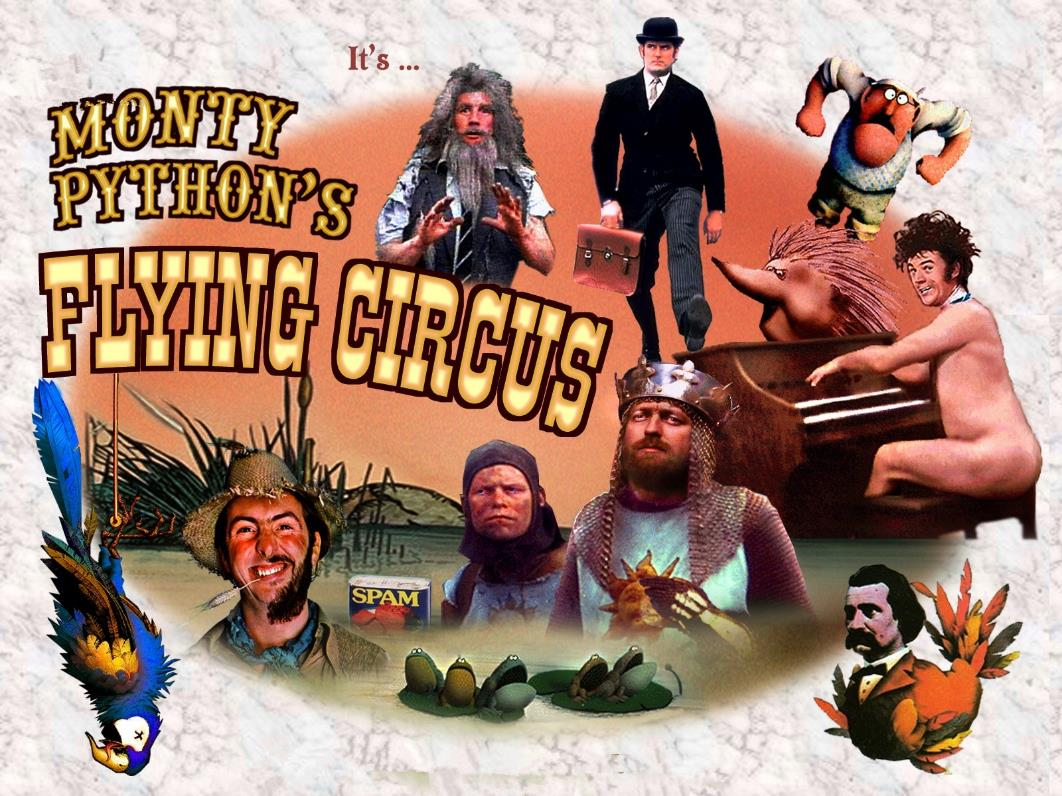 It's ...
MONTY
PYTHON'S
FLYING CIRCUS
SPAM